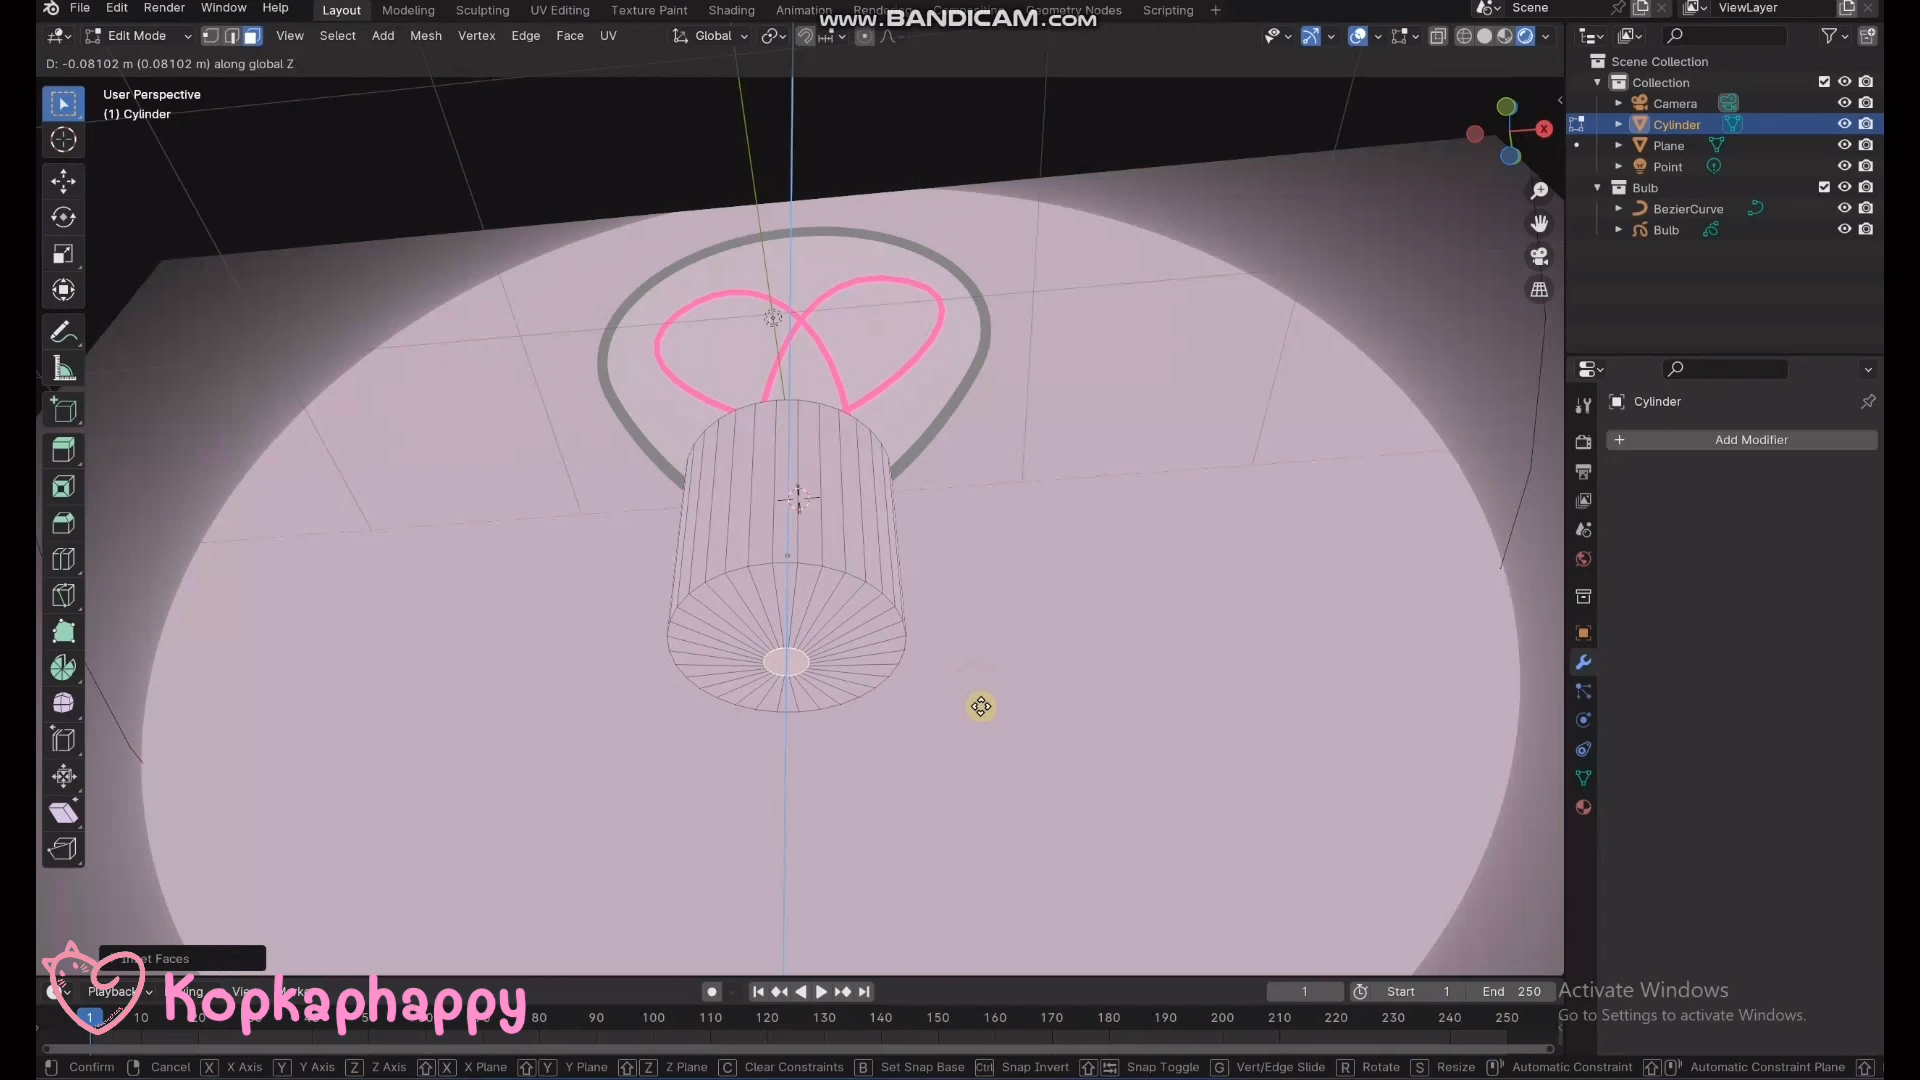 File Edit Render Window Help Layout Modeling Sculpting UV Editing Texture Paint Shading Animation Geometry Nodes Scripting Scene ViewLayer
www.BANDICAM.com
Edit Mode View Select Add Mesh Vertex Edge Face UV Global
D: -0.08102 m (0.08102 m) along global Z
User Perspective
(1) Cylinder
X
Scene Collection
Collection
Camera
Cylinder
Plane
Point
Bulb
BezierCurve
Bulb
Cylinder
Add Modifier
Inset Faces
Kopkaphappy
Playback
1 Start 1 End 250
Activate Windows
Go to Settings to activate Windows.
1 10 20 80 90 100 110 120 130 140 150 160 170 180 190 200 210 220 230 240 250
Confirm Cancel X X Axis Y Y Axis Z Z Axis X X Plane Y Y Plane Z Z Plane C Clear Constraints B Set Snap Base Ctrl Snap Invert Snap Toggle G Vert/Edge Slide R Rotate S Resize Automatic Constraint Automatic Constraint Plane